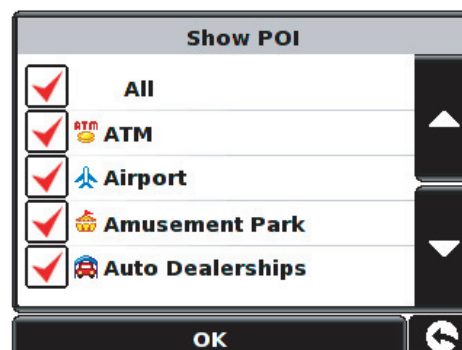 Show POI
All
ATM ATM
Airport
Amusement Park
Auto Dealerships
OK